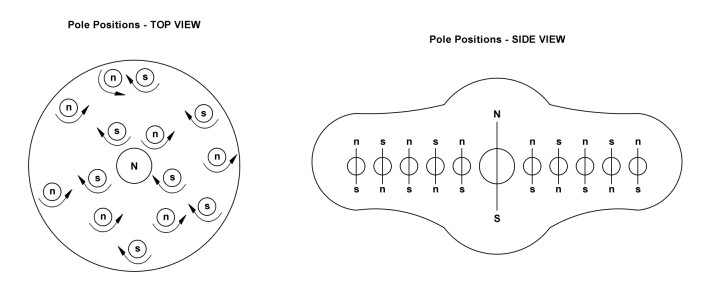 Pole Positions - TOP VIEW
n s
n s
s n
n
N
s s
n
s
n n
s
Pole Positions - SIDE VIEW
N
n s n s n n s n s n
s n s n s s n s n s
S